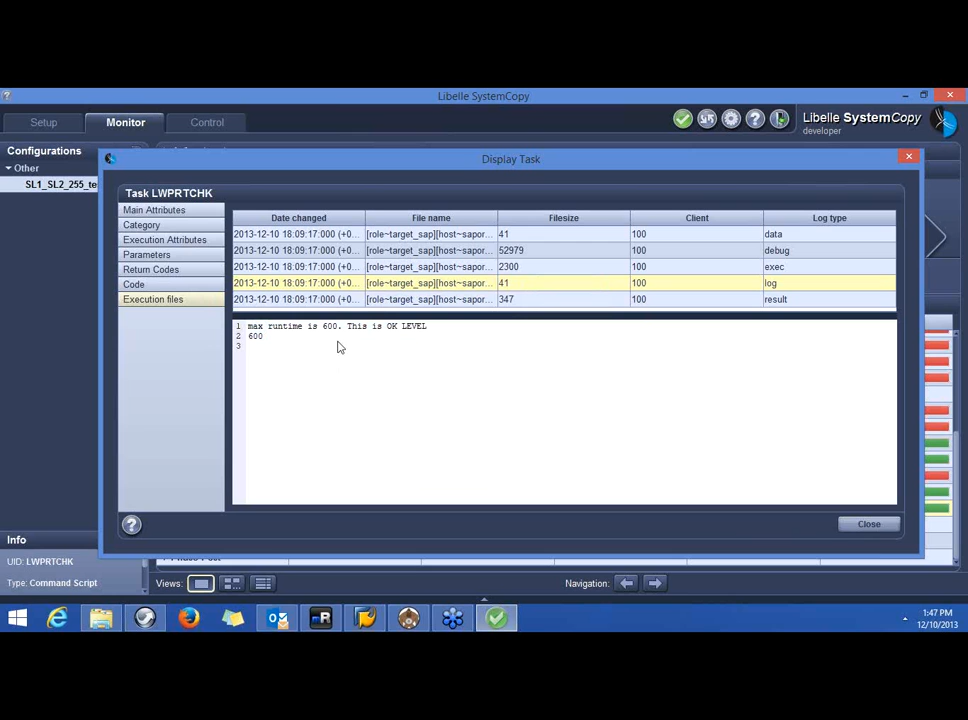 Libelle SystemCopy
Setup
Monitor
Control
Libelle SystemCopy
developer
Configurations
Other
SL1_SL2_255_te
Display Task
Task LWPRTCHK
Main Attributes
Category
Execution Attributes
Parameters
Return Codes
Code
Execution files
Date changed File name Filesize Client Log type
2013-12-10 18:09:17:000 (+0... [role~target_sap][host~sapor... 41 100 data
2013-12-10 18:09:17:000 (+0... [role~target_sap][host~sapor... 52979 100 debug
2013-12-10 18:09:17:000 (+0... [role~target_sap][host~sapor... 2300 100 exec
2013-12-10 18:09:17:000 (+0... [role~target_sap][host~sapor... 41 100 log
2013-12-10 18:09:17:000 (+0... [role~target_sap][host~sapor... 347 100 result
1 max runtime is 600. This is OK LEVEL
2 600
3
Close
Info
UID: LWPRTCHK
Type: Command Script
Views:
Navigation:
1:47 PM
12/10/2013